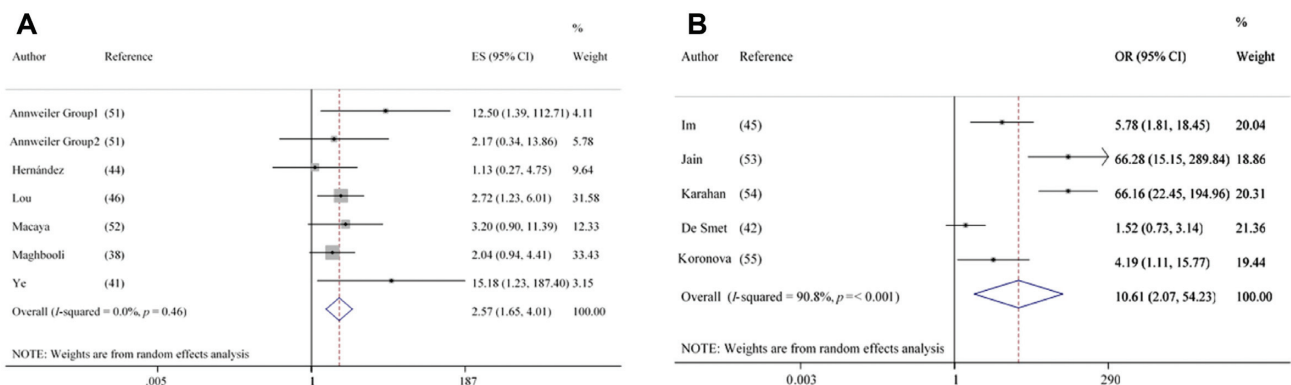 A
%
Author Reference ES (95% CI) Weight
Annweiler Group1 (51) 12.50 (1.39, 112.71) 4.11
Annweiler Group2 (51) 2.17 (0.34, 13.86) 5.78
Hernández (44) 1.13 (0.27, 4.75) 9.64
Lou (46) 2.72 (1.23, 6.01) 31.58
Macaya (52) 3.20 (0.90, 11.39) 12.33
Maghbooli (38) 2.04 (0.94, 4.41) 33.43
Ye (41) 15.18 (1.23, 187.40) 3.15
Overall (I-squared = 0.0%, p = 0.46) 2.57 (1.65, 4.01) 100.00
NOTE: Weights are from random effects analysis
.005 1 187
B
%
Author Reference OR (95% CI) Weight
Im (45) 5.78 (1.81, 18.45) 20.04
Jain (53) 66.28 (15.15, 289.84) 18.86
Karahan (54) 66.16 (22.45, 194.96) 20.31
De Smet (42) 1.52 (0.73, 3.14) 21.36
Koronova (55) 4.19 (1.11, 15.77) 19.44
Overall (I-squared = 90.8%, p =< 0.001) 10.61 (2.07, 54.23) 100.00
NOTE: Weights are from random effects analysis
0.003 1 290